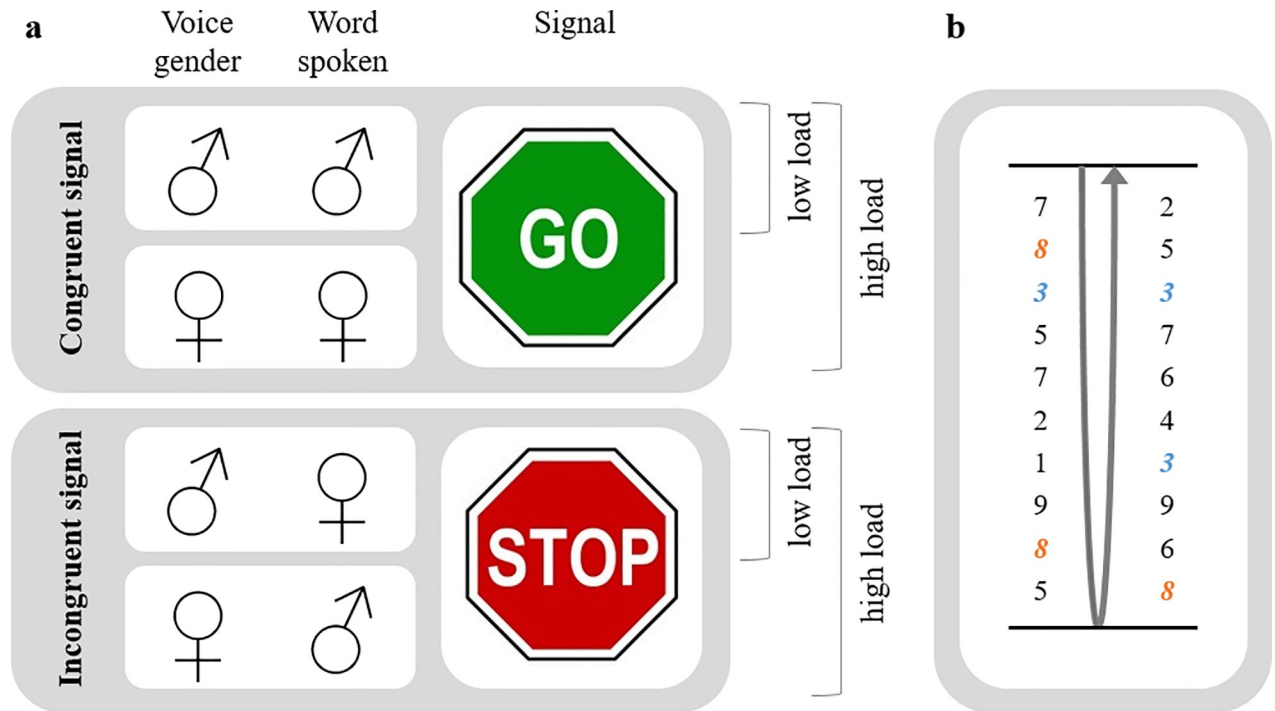 a
Voice
gender
Word
spoken
Signal
Congruent signal
GO
low load
high load
Incongruent signal
STOP
low load
high load
b
7 2
8 5
3 3
5 7
7 6
2 4
1 3
9 9
8 6
5 8